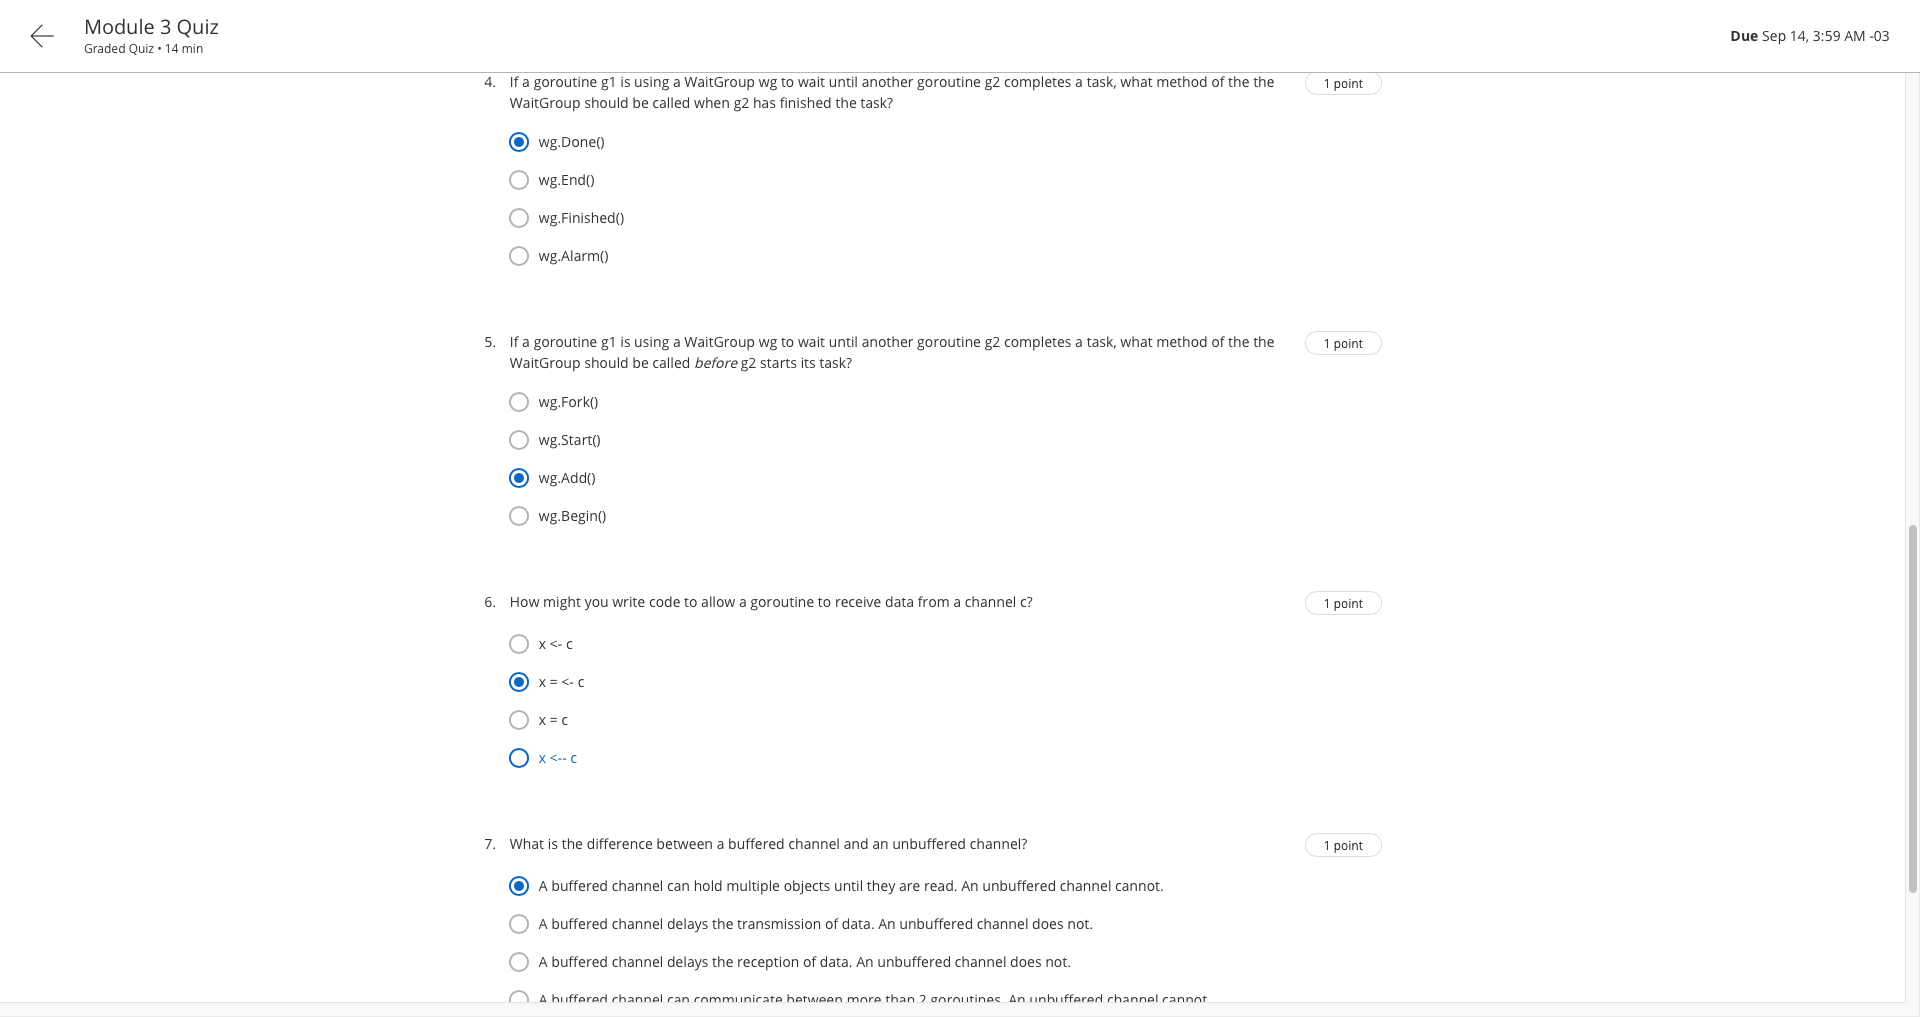 Module 3 Quiz
Graded Quiz • 14 min
Due Sep 14, 3:59 AM -03
4. If a goroutine g1 is using a WaitGroup wg to wait until another goroutine g2 completes a task, what method of the the
WaitGroup should be called when g2 has finished the task?
1 point
wg.Done()
wg.End()
wg.Finished()
wg.Alarm()
5. If a goroutine g1 is using a WaitGroup wg to wait until another goroutine g2 completes a task, what method of the the
WaitGroup should be called before g2 starts its task?
1 point
wg.Fork()
wg.Start()
wg.Add()
wg.Begin()
6. How might you write code to allow a goroutine to receive data from a channel c?
1 point
x <- c
x = <- c
x = c
x <-- c
7. What is the difference between a buffered channel and an unbuffered channel?
1 point
A buffered channel can hold multiple objects until they are read. An unbuffered channel cannot.
A buffered channel delays the transmission of data. An unbuffered channel does not.
A buffered channel delays the reception of data. An unbuffered channel does not.
A buffered channel can communicate between more than 2 goroutines. An unbuffered channel cannot.